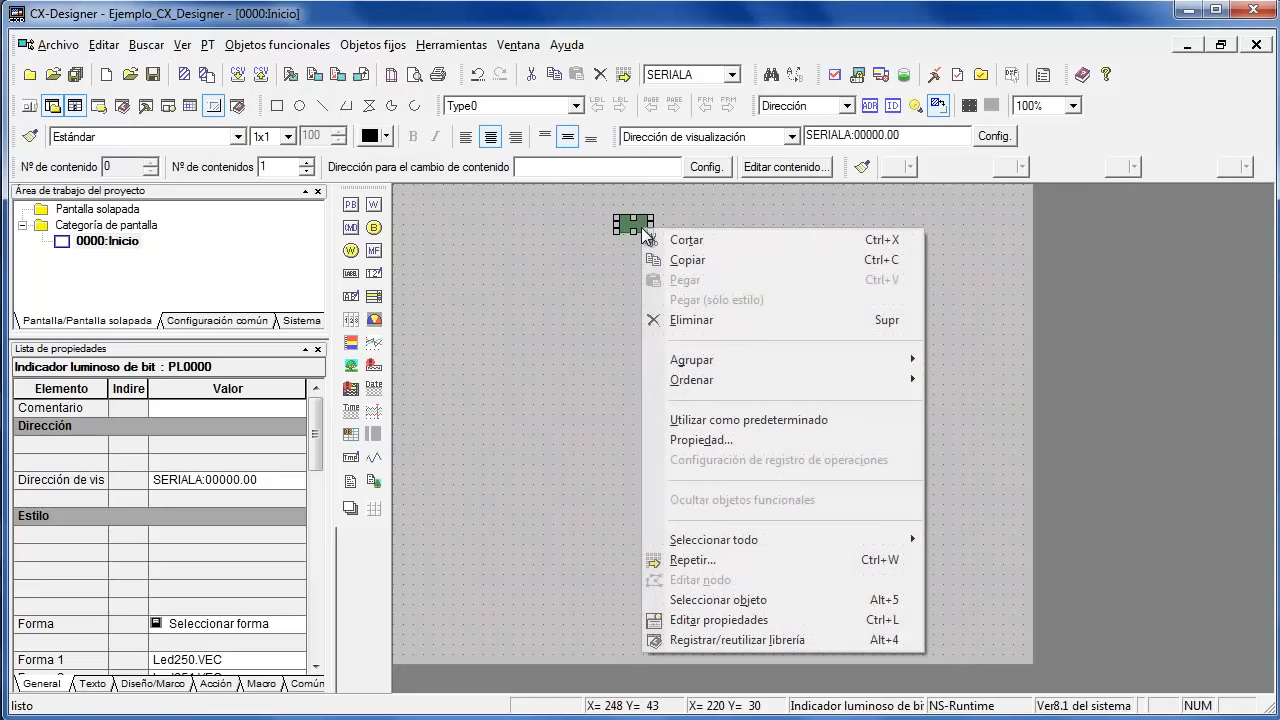 CX-Designer - Ejemplo_CX_Designer - [0000:Inicio]
Archivo Editar Buscar Ver PT Objetos funcionales Objetos fijos Herramientas Ventana Ayuda
SERIALA
Type0 Dirección 100%
Estándar 1x1 100 Dirección de visualización SERIALA:00000.00 Config.
Nº de contenido 0 Nº de contenidos 1 Dirección para el cambio de contenido Config. Editar contenido...
Área de trabajo del proyecto
Pantalla solapada
Categoría de pantalla
0000:Inicio
Pantalla/Pantalla solapada Configuración común Sistema
Lista de propiedades
Indicador luminoso de bit : PL0000
Elemento Indire Valor
Comentario
Dirección
Dirección de vis SERIALA:00000.00
Estilo
Forma Seleccionar forma
Forma 1 Led250.VEC
General Texto Diseño/Marco Acción Macro Común
Cortar Ctrl+X
Copiar Ctrl+C
Pegar Ctrl+V
Pegar (sólo estilo)
Eliminar Supr
Agrupar
Ordenar
Utilizar como predeterminado
Propiedad...
Configuración de registro de operaciones
Ocultar objetos funcionales
Seleccionar todo
Repetir... Ctrl+W
Editar nodo
Seleccionar objeto Alt+5
Editar propiedades Ctrl+L
Registrar/reutilizar librería Alt+4
listo X= 248 Y= 43 X= 220 Y= 30 Indicador luminoso de bit NS-Runtime Ver8.1 del sistema NUM